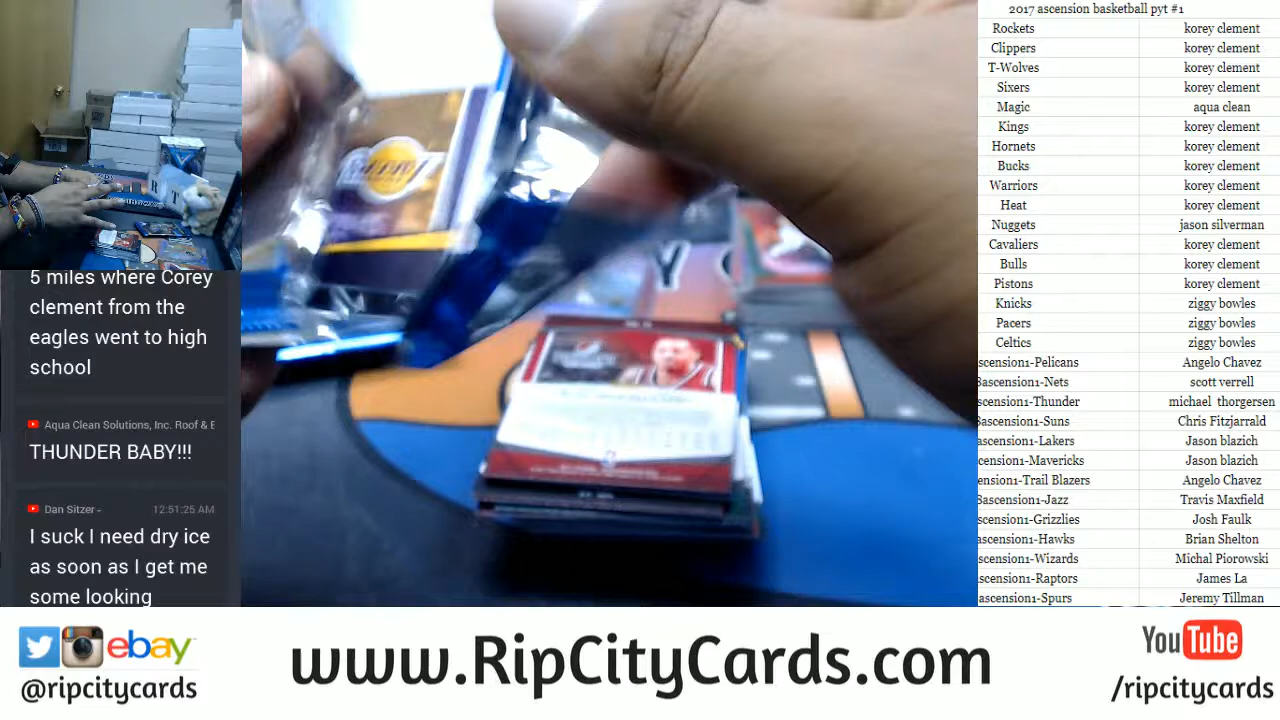 2017 ascension basketball pyt #1
Rockets korey clement
Clippers korey clement
T-Wolves korey clement
Sixers korey clement
Magic aqua clean
Kings korey clement
Hornets korey clement
Bucks korey clement
Warriors korey clement
Heat korey clement
Nuggets jason silverman
Cavaliers korey clement
Bulls korey clement
Pistons korey clement
Knicks ziggy bowles
Pacers ziggy bowles
Celtics ziggy bowles
scension1-Pelicans Angelo Chavez
8ascension1-Nets scott verrell
scension1-Thunder michael thorgersen
8ascension1-Suns Chris Fitzjarrald
ascension1-Lakers Jason blazich
cension1-Mavericks Jason blazich
ension1-Trail Blazers Angelo Chavez
8ascension1-Jazz Travis Maxfield
scension1-Grizzlies Josh Faulk
scension1-Hawks Brian Shelton
scension1-Wizards Michal Piorowski
scension1-Raptors James La
ascension1-Spurs Jeremy Tillman
5 miles where Corey
clement from the
eagles went to high
school
Aqua Clean Solutions, Inc. Roof & E
THUNDER BABY!!!
Dan Sitzer - 12:51:25 AM
I suck I need dry ice
as soon as I get me
some looking
ebay
@ripcitycards
www.RipCityCards.com
YouTube
/ripcitycards